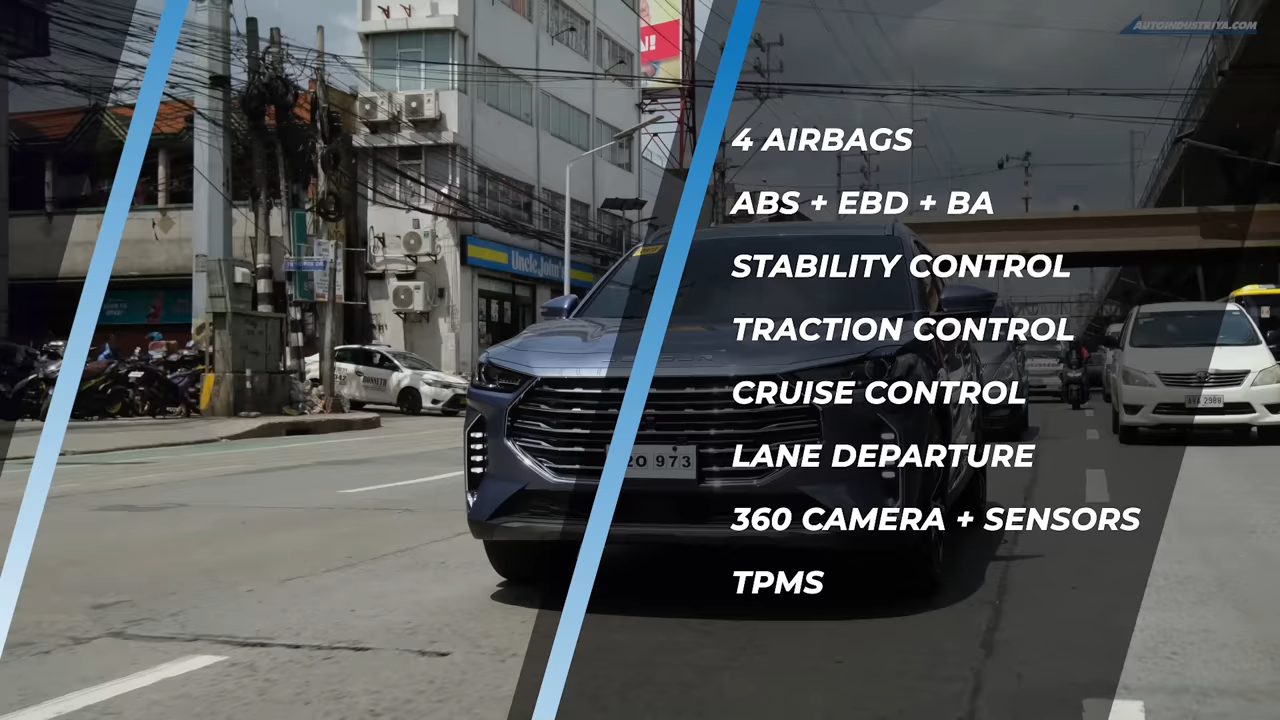 AUTOINDUSTRIYA.COM
4 AIRBAGS
ABS + EBD + BA
STABILITY CONTROL
TRACTION CONTROL
CRUISE CONTROL
LANE DEPARTURE
360 CAMERA + SENSORS
TPMS
Uncle John's
973